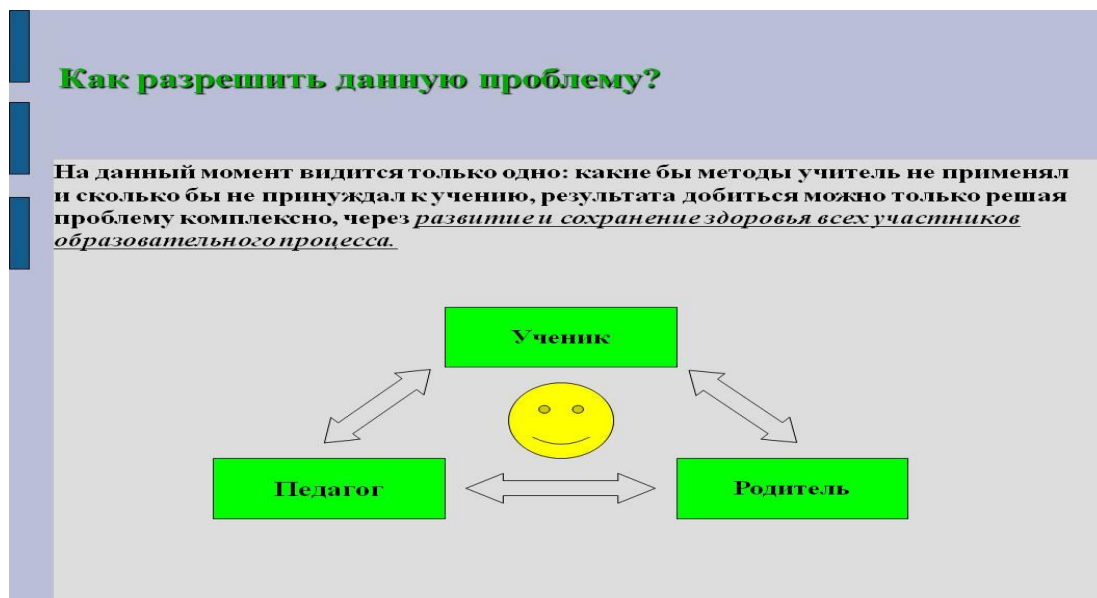 Как разрешить данную проблему?
На данный момент видится только одно: какие бы методы учитель не применял
и сколько бы не принуждал к учению, результата добиться можно только решая
проблему комплексно, через развитие и сохранение здоровья всех участников
образовательного процесса.
Ученик
Педагог
Родитель